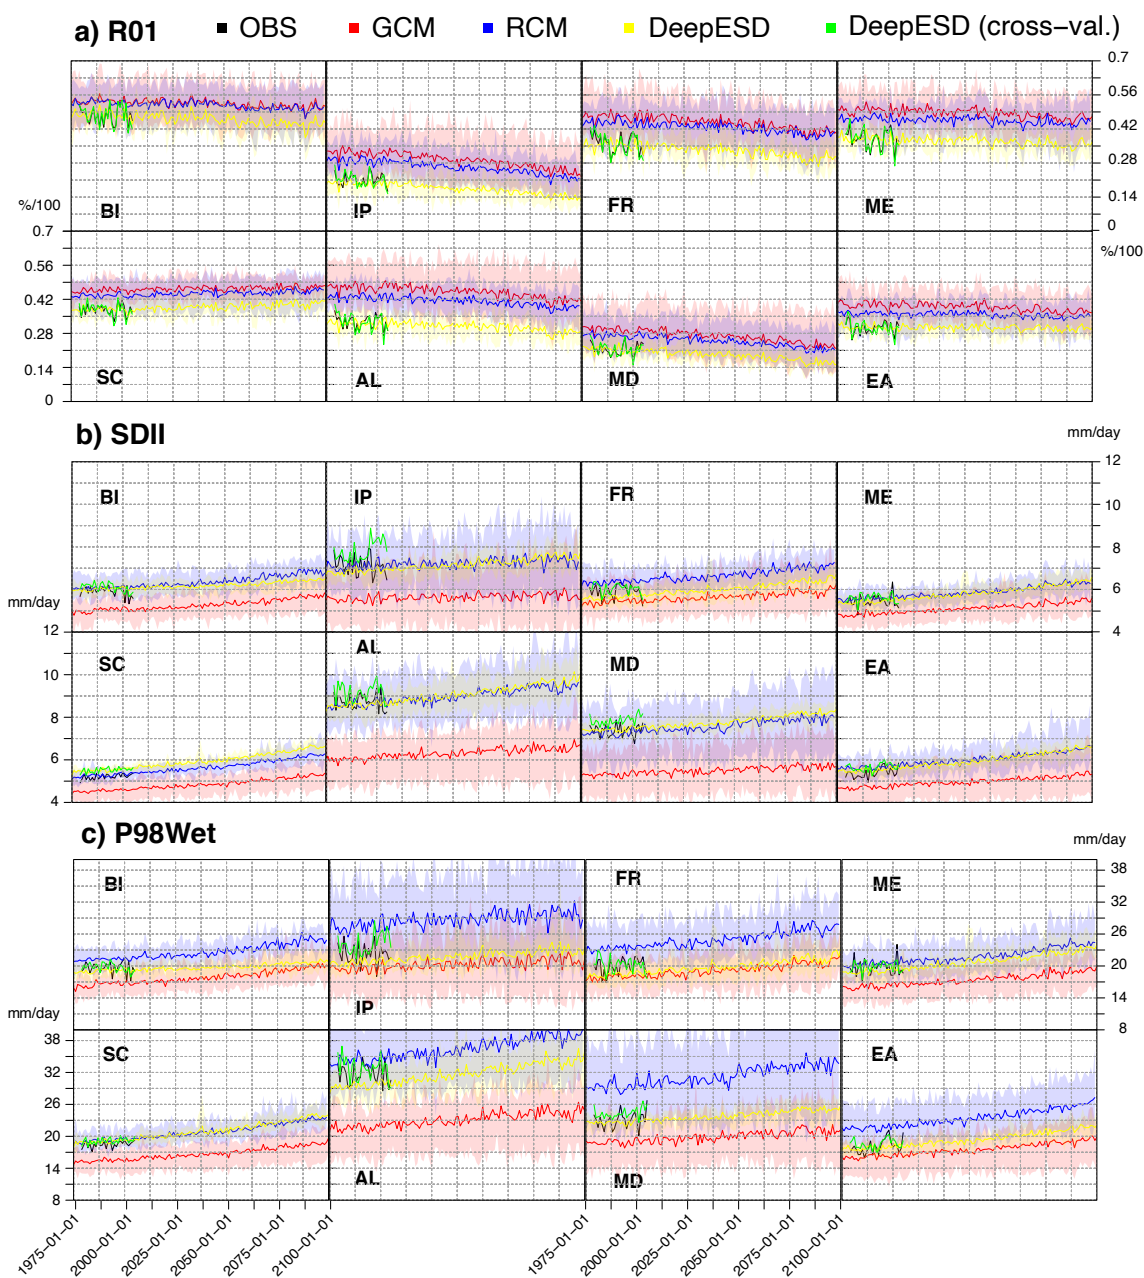 a) R01 OBS GCM RCM DeepESD DeepESD (cross−val.)
0.7
0.56
0.42
0.28
0.14
0
%/100
BI IP FR ME
%/100
0.7
0.56
0.42
0.28
0.14
0
SC AL MD EA
b) SDII
mm/day
12
10
8
6
4
BI IP FR ME
mm/day
12
10
8
6
4
SC AL MD EA
c) P98Wet
mm/day
38
32
26
20
14
8
BI IP FR ME
mm/day
38
32
26
20
14
8
SC AL MD EA
1975−01−01 2000−01−01 2025−01−01 2050−01−01 2075−01−01 2100−01−01
1975−01−01 2000−01−01 2025−01−01 2050−01−01 2075−01−01 2100−01−01